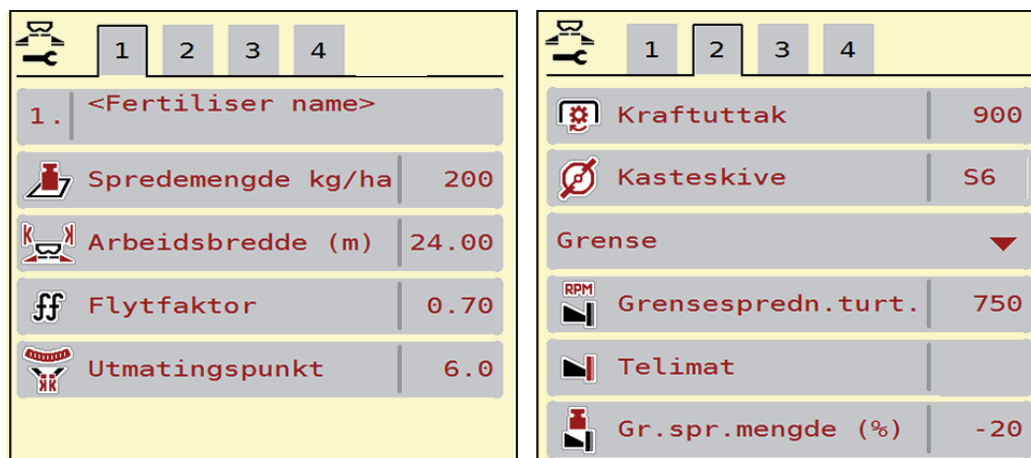 1 2 3 4
1. <Fertiliser name>
Spredemengde kg/ha 200
Arbeidsbredde (m) 24.00
Flytfaktor 0.70
Utmatingspunkt 6.0
1 2 3 4
Kraftuttak 900
Kasteskive S6
Grense
RPM
Grensespredn.turt. 750
Telimat
Gr.spr.mengde (%) -20